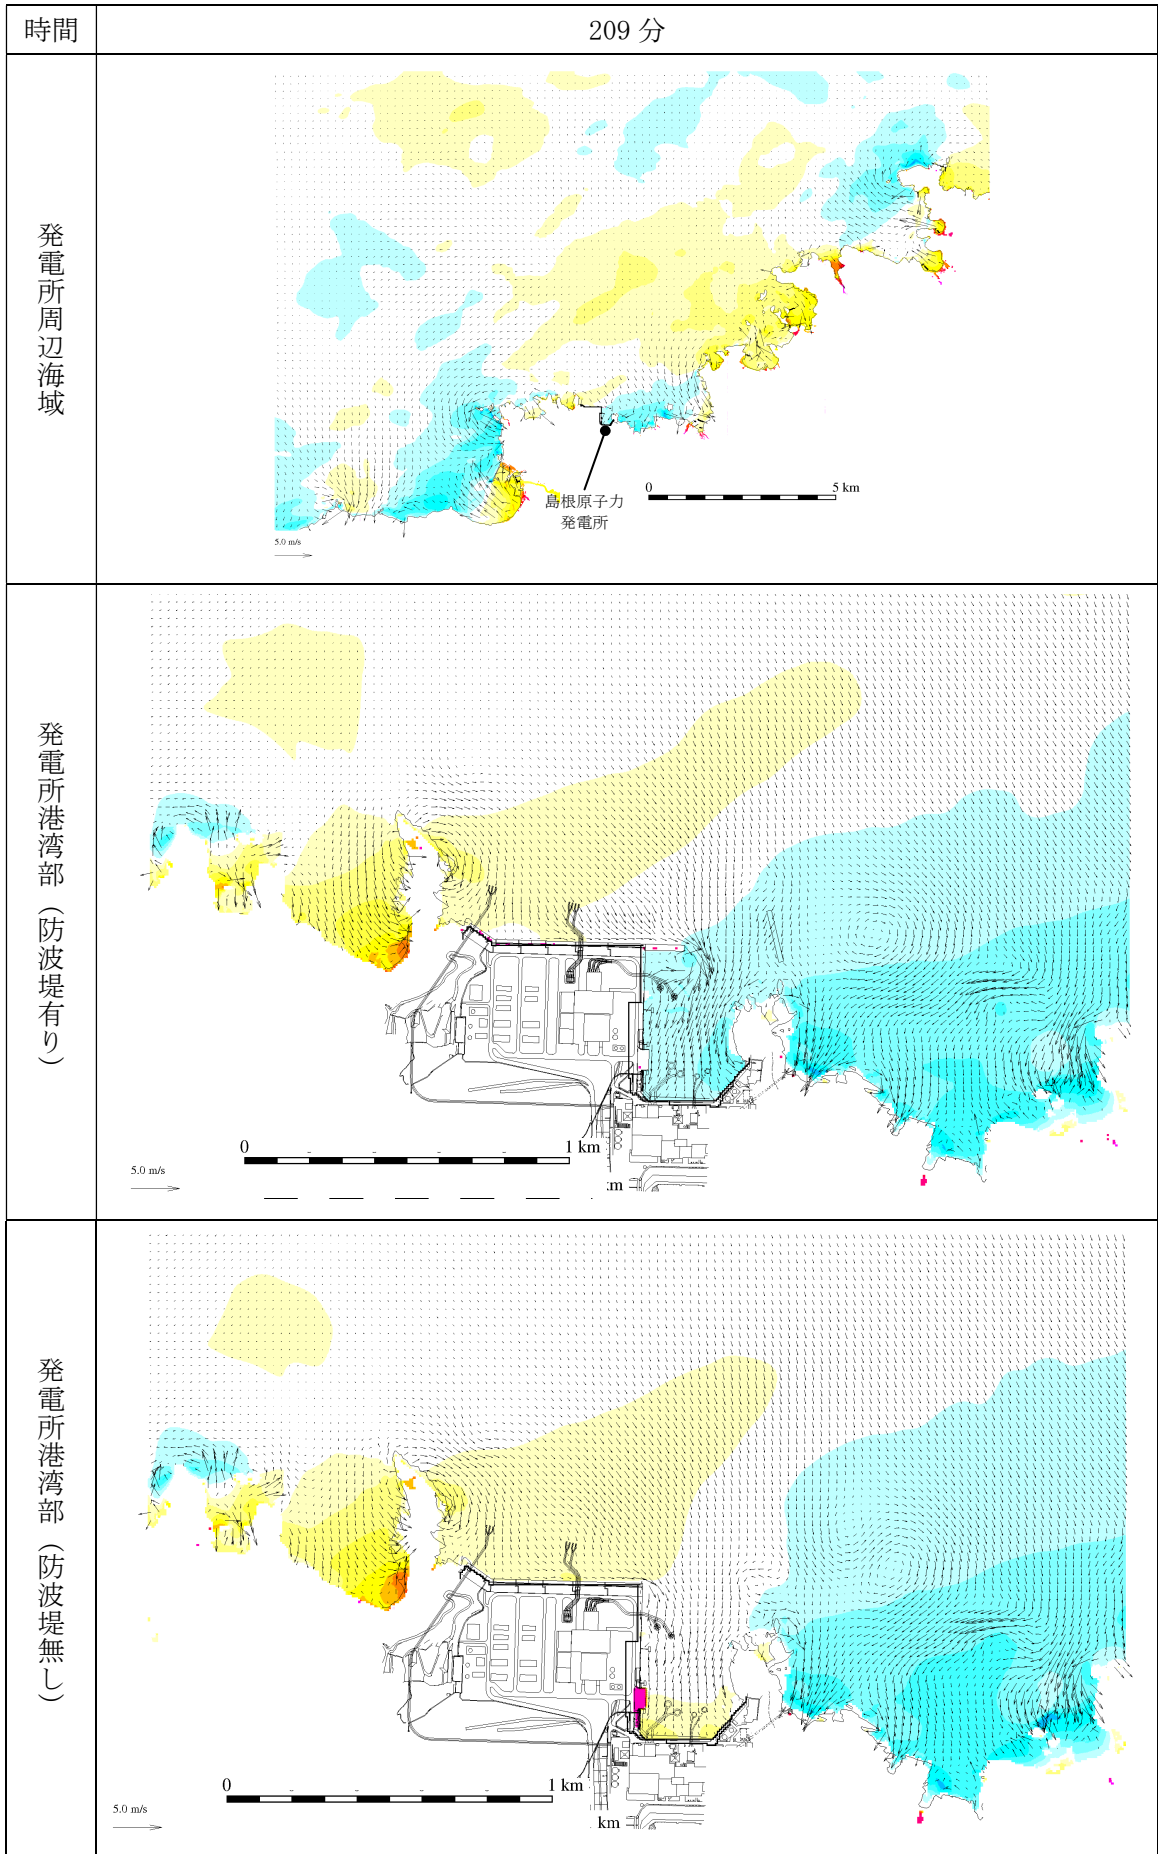 時間
209 分
発電所周辺海域
島根原子力
発電所
0
5 km
5.0 m/s
発電所港湾部（防波堤有り）
0
1 km
5.0 m/s
km
発電所港湾部（防波堤無し）
0
1 km
5.0 m/s
km